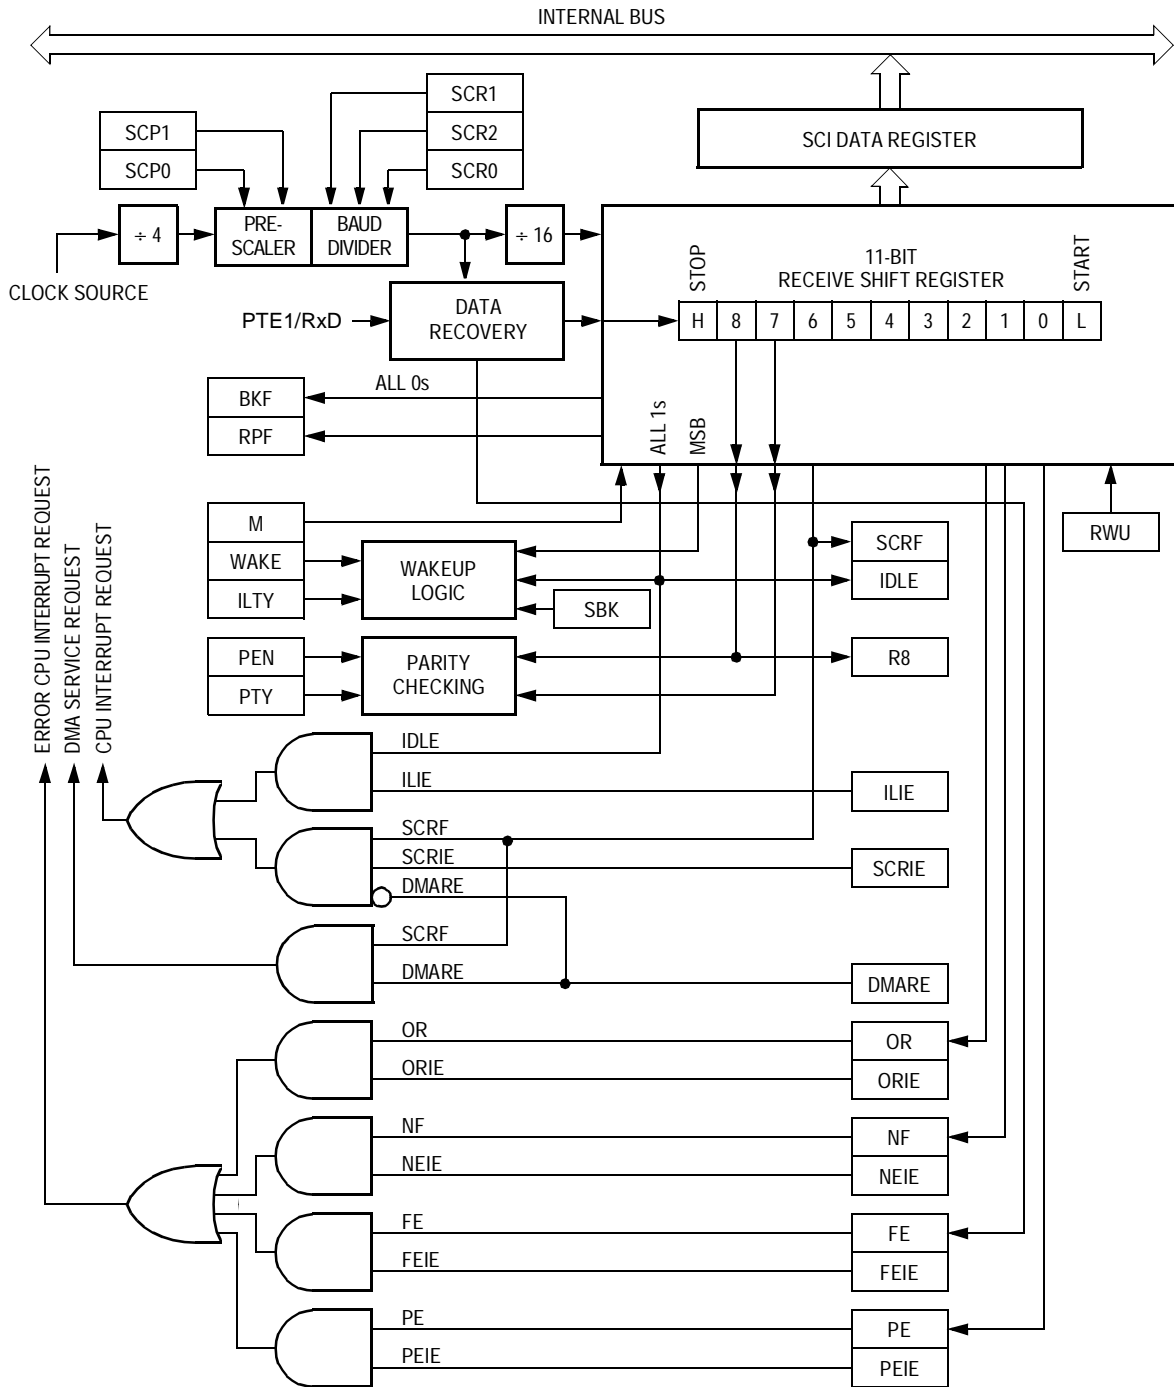 INTERNAL BUS
SCR1
SCR2
SCR0
SCP1
SCP0
SCI DATA REGISTER
÷ 4
PRE-
SCALER
BAUD
DIVIDER
÷ 16
CLOCK SOURCE
STOP
11-BIT
RECEIVE SHIFT REGISTER
START
PTE1/RxD
DATA
RECOVERY
H 8 7 6 5 4 3 2 1 0 L
ALL 0s
BKF
RPF
ALL 1s
MSB
M
WAKE
ILTY
WAKEUP
LOGIC
SBK
SCRF
IDLE
RWU
PEN
PTY
PARITY
CHECKING
R8
ERROR CPU INTERRUPT REQUEST
DMA SERVICE REQUEST
CPU INTERRUPT REQUEST
IDLE
ILIE
ILIE
SCRF
SCRIE
SCRIE
DMARE
SCRF
DMARE
DMARE
OR
OR
ORIE
ORIE
NF
NF
NEIE
NEIE
FE
FE
FEIE
FEIE
PE
PE
PEIE
PEIE